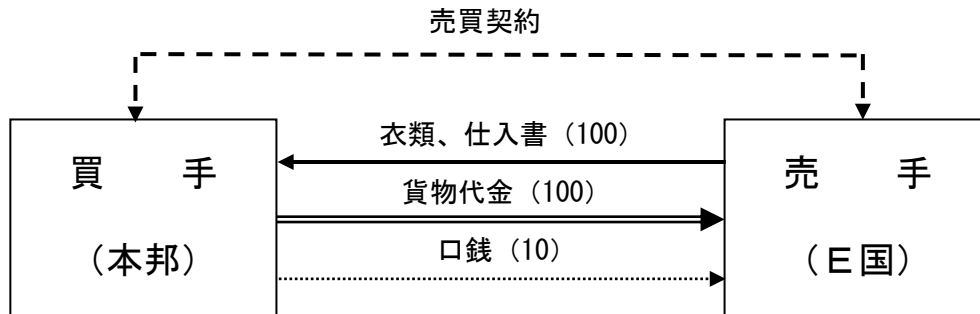 売買契約
衣類、仕入書（100）
買　　手
売　　手
貨物代金（100）
口銭（10）
（本邦）
（Ｅ国）